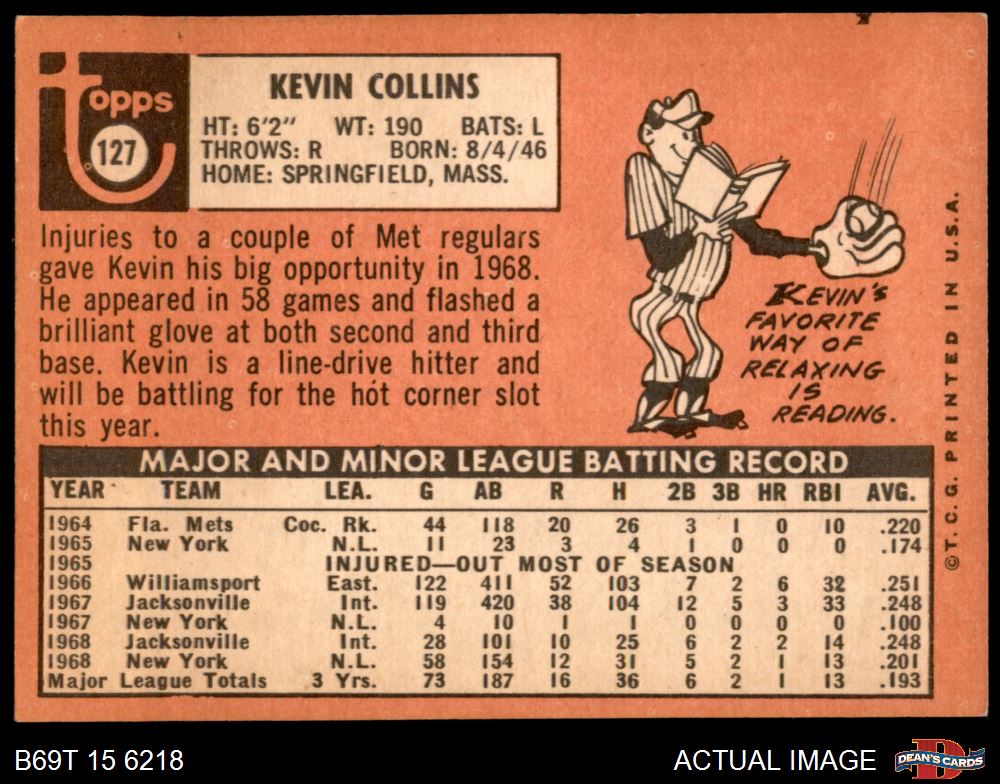 Topps
127
KEVIN COLLINS
HT: 6'2" WT: 190 BATS: L
THROWS: R BORN: 8/4/46
HOME: SPRINGFIELD, MASS.
Injuries to a couple of Met regulars
gave Kevin his big opportunity in 1968.
He appeared in 58 games and flashed a
brilliant glove at both second and third
base. Kevin is a line-drive hitter and
will be battling for the hot corner slot
this year.
KEVIN'S
FAVORITE
WAY OF
RELAXING
IS
READING.
©T.C.G. PRINTED IN U.S.A.
MAJOR AND MINOR LEAGUE BATTING RECORD
YEAR TEAM LEA. G AB R H 2B 3B HR RBI AVG.
1964 Fla. Mets Coc. Rk. 44 118 20 26 3 1 0 10 .220
1965 New York N.L. 11 23 3 4 1 0 0 0 .174
1965 INJURED—OUT MOST OF SEASON
1966 Williamsport East. 122 411 52 103 7 2 6 32 .251
1967 Jacksonville Int. 119 420 38 104 12 5 3 33 .248
1967 New York N.L. 4 10 1 1 0 0 0 0 .100
1968 Jacksonville Int. 28 101 10 25 6 2 2 14 .248
1968 New York N.L. 58 154 12 31 5 2 1 13 .201
Major League Totals 3 Yrs. 73 187 16 36 6 2 1 13 .193
B69T 15 6218
ACTUAL IMAGE
DEAN'S CARDS